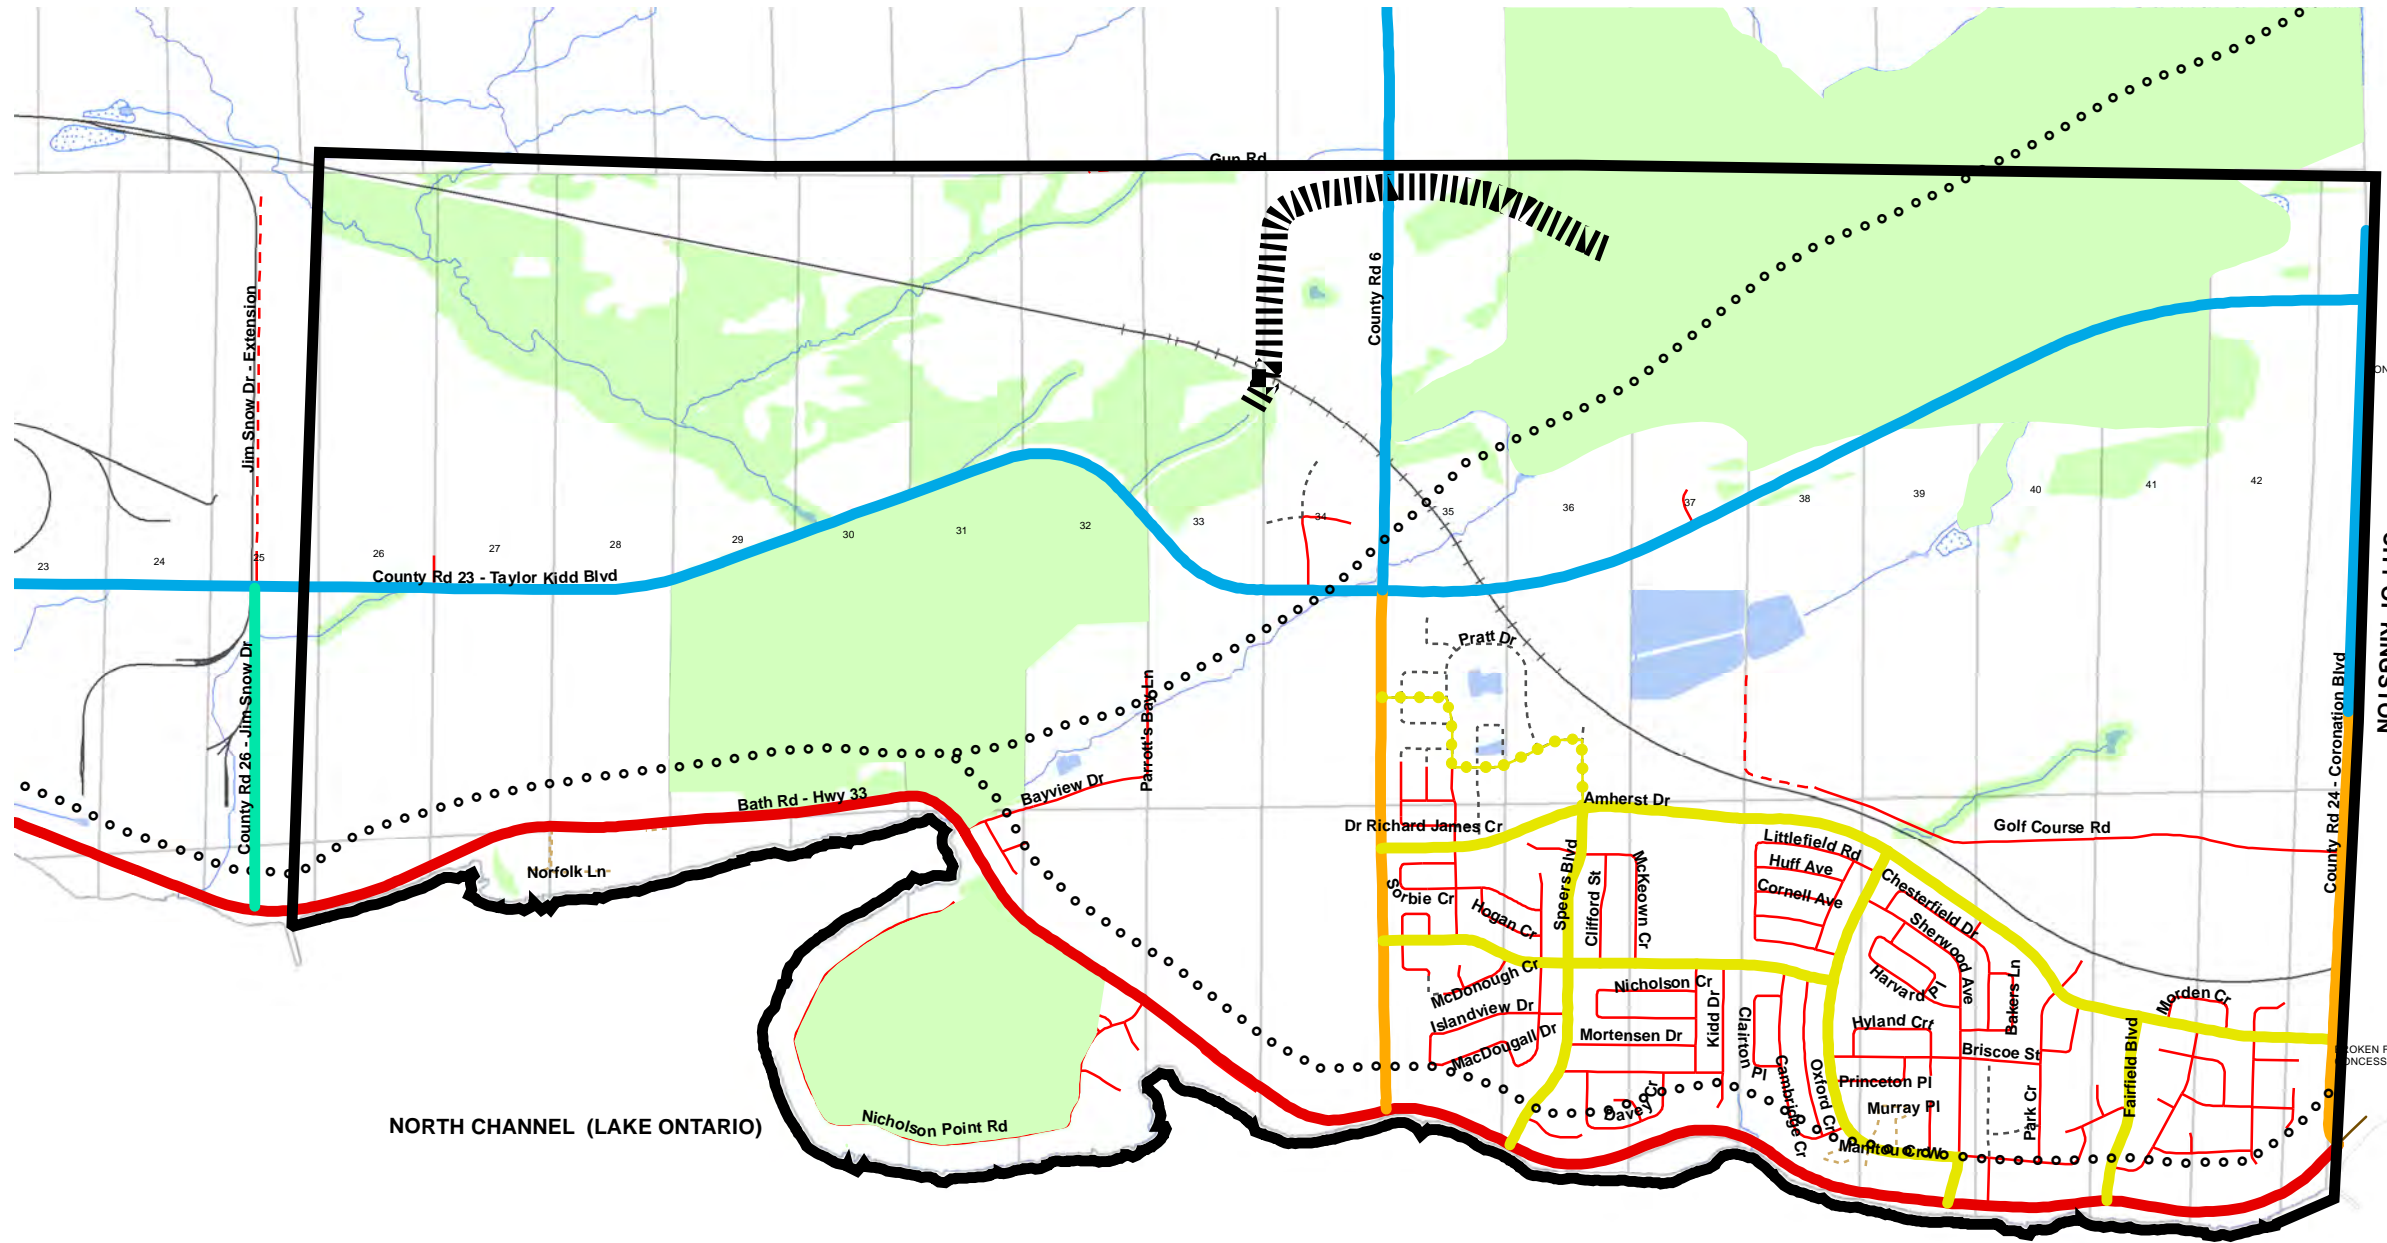 Gun Rd
County Rd 6
Jim Snow Dr - Extension
23
24
25
26
27
28
29
30
31
32
33
34
35
36
37
38
39
40
41
42
County Rd 23 - Taylor Kidd Blvd
County Rd 26 - Jim Snow Dr
Pratt Dr
Parrott's Bay Ln
Bayview Dr
Bath Rd - Hwy 33
Norfolk Ln
Amherst Dr
Dr Richard James Cr
Golf Course Rd
County Rd 24 - Coronation Blvd
Littlefield Rd
Huff Ave
Cornell Ave
Chesterfield Dr
Sherwood Ave
Harvard Pl
Bakers Ln
Sorbie Cr
Hogan Cr
Speers Blvd
Clifford St
McKeown Cr
McDonough Cr
Islandview Dr
MacDougall Dr
Nicholson Cr
Mortensen Dr
Kidd Dr
Clairton
Pl
Davey Cr
Cambridge Cr
Oxford Cr
Hyland Crt
Briscoe St
Princeton Pl
Murray Pl
Manitou Cr W
Park Cr
Fairfield Blvd
Morden Cr
Nicholson Point Rd
NORTH CHANNEL (LAKE ONTARIO)